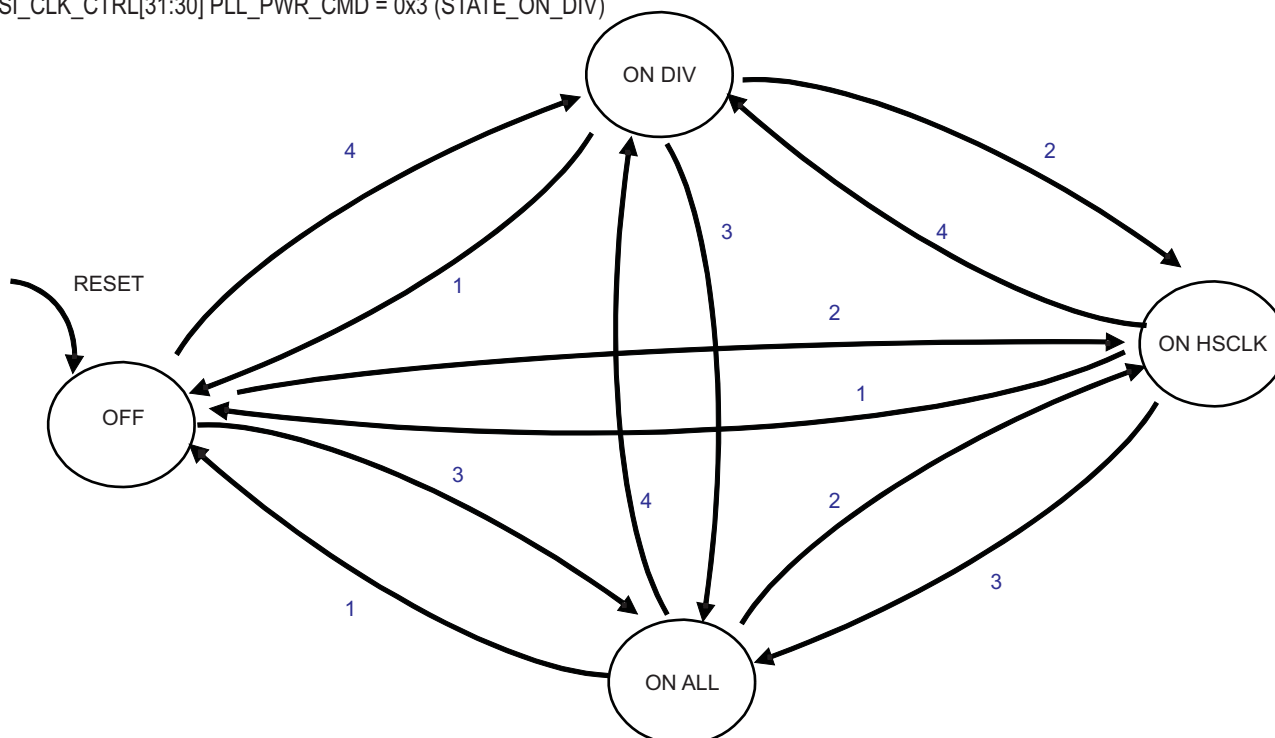 SI_CLK_CTRL[31:30] PLL_PWR_CMD = 0x3 (STATE_ON_DIV)
ON DIV
4
2
3
4
1
RESET
2
ON HSCLK
1
OFF
3
4
2
3
1
ON ALL